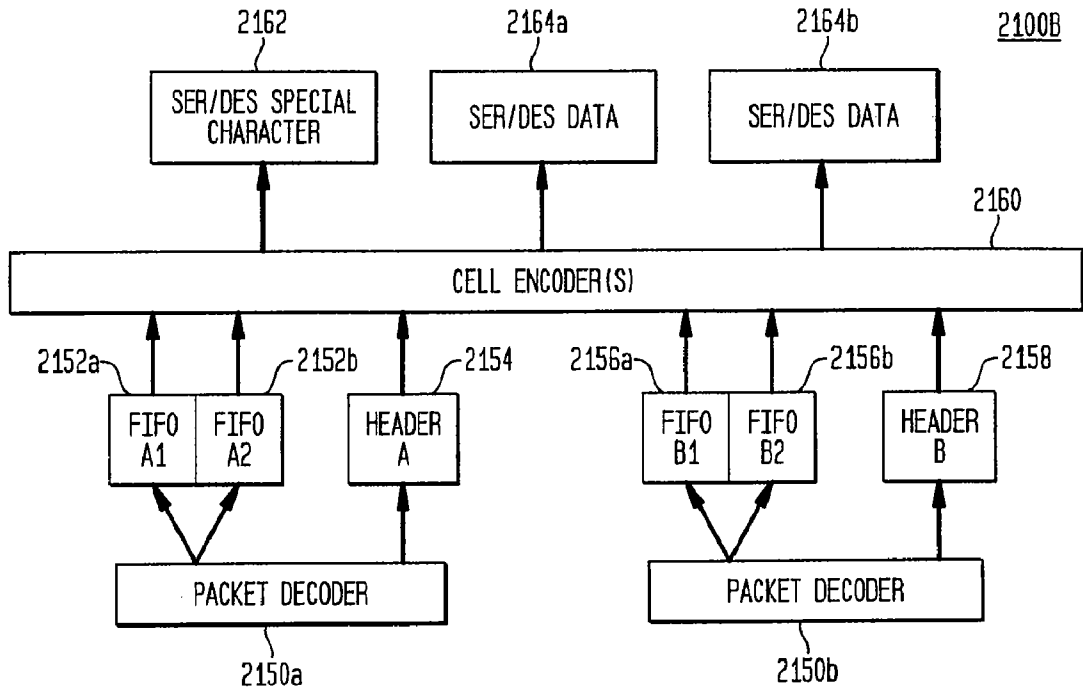 2162 2164a 2164b 2100B
SER/DES SPECIAL CHARACTER
SER/DES DATA
SER/DES DATA
2160
CELL ENCODER(S)
2152a 2152b 2154 2156a 2156b 2158
FIFO A1
FIFO A2
HEADER A
FIFO B1
FIFO B2
HEADER B
PACKET DECODER
PACKET DECODER
2150a 2150b